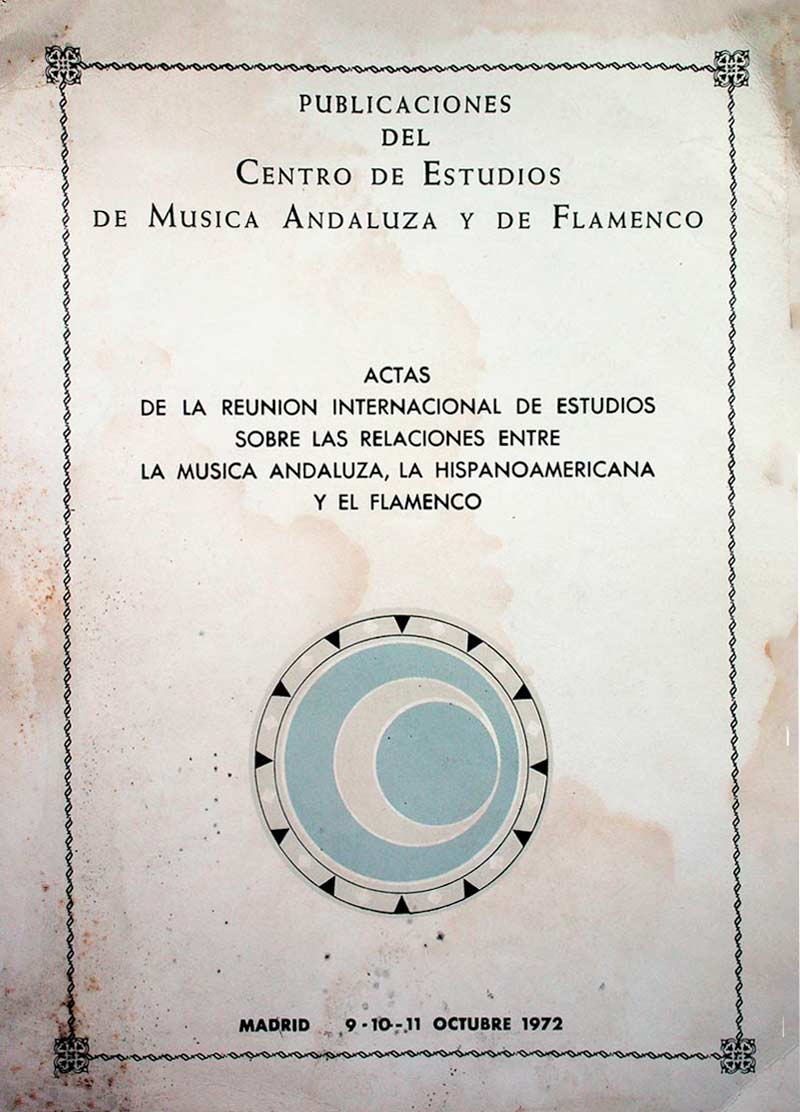 PUBLICACIONES
DEL
CENTRO DE ESTUDIOS
DE MUSICA ANDALUZA Y DE FLAMENCO
ACTAS
DE LA REUNION INTERNACIONAL DE ESTUDIOS
SOBRE LAS RELACIONES ENTRE
LA MUSICA ANDALUZA, LA HISPANOAMERICANA
Y EL FLAMENCO
MADRID 9-10-11 OCTUBRE 1972